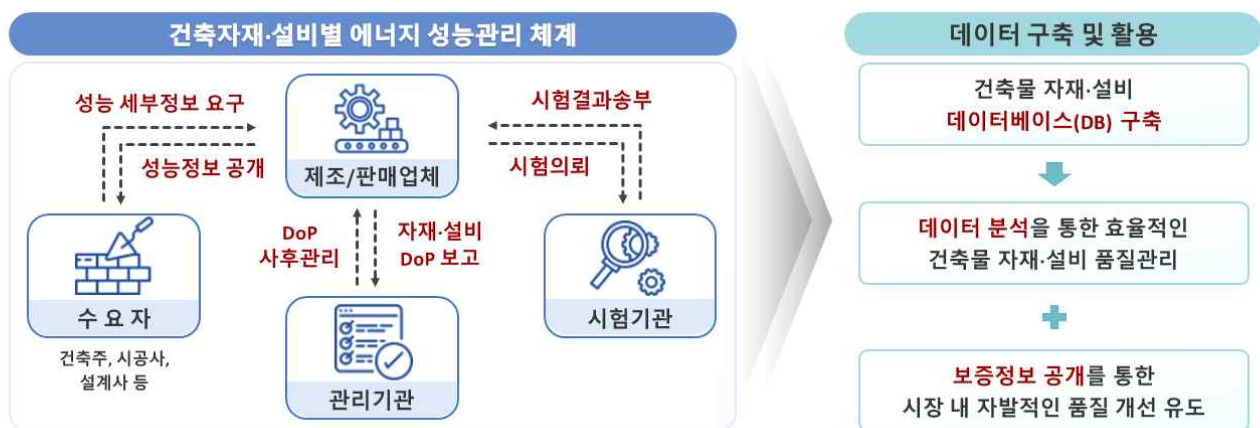 건축자재·설비별 에너지 성능관리 체계
성능 세부정보 요구
성능정보 공개
제조/판매업체
시험결과송부
시험의뢰
DoP
사후관리
자재·설비
DoP 보고
수요자
건축주, 시공사,
설계사 등
관리기관
시험기관
데이터 구축 및 활용
건축물 자재·설비
데이터베이스(DB) 구축
데이터 분석을 통한 효율적인
건축물 자재·설비 품질관리
보증정보 공개를 통한
시장 내 자발적인 품질 개선 유도